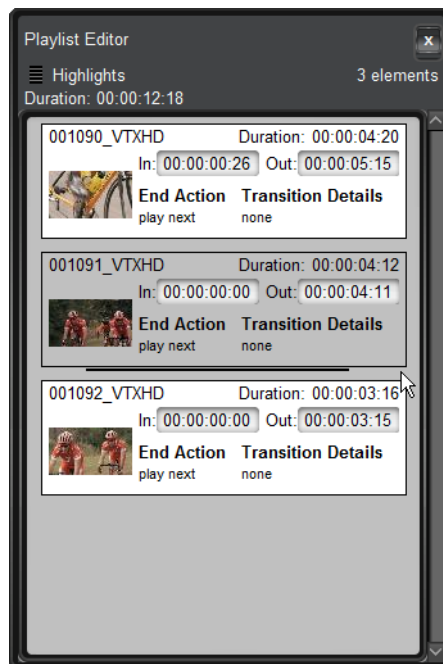 Playlist Editor
x
Highlights 3 elements
Duration: 00:00:12:18
001090_VTXHD Duration: 00:00:04:20
In: 00:00:00:26 Out: 00:00:05:15
End Action Transition Details
play next none
001091_VTXHD Duration: 00:00:04:12
In: 00:00:00:00 Out: 00:00:04:11
End Action Transition Details
play next none
001092_VTXHD Duration: 00:00:03:16
In: 00:00:00:00 Out: 00:00:03:15
End Action Transition Details
play next none